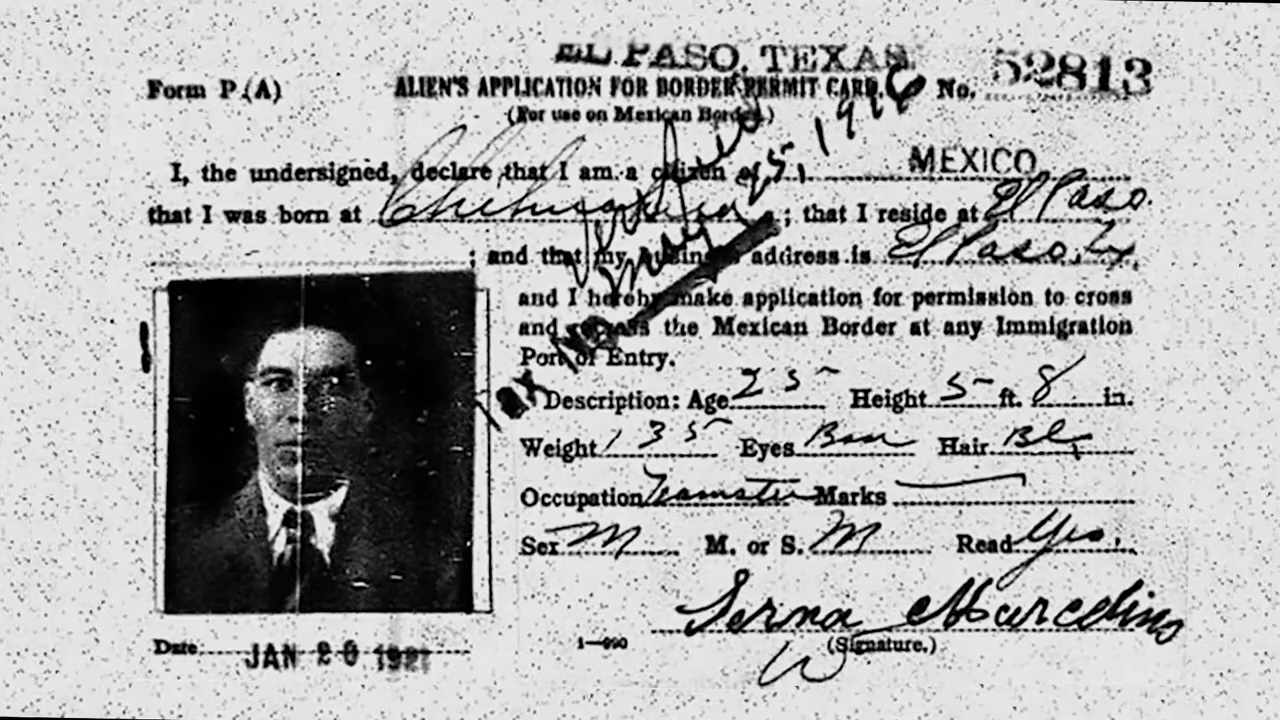 EL PASO, TEXAS
Form P (A) ALIEN'S APPLICATION FOR BORDER PERMIT CARD No. 52813
(For use on Mexican Border.)
I, the undersigned, declare that I am a citizen of MEXICO
that I was born at Chihuahua; that I reside at El Paso.
; and that my business address is El Paso, Tx,
and I hereby make application for permission to cross
and recross the Mexican Border at any Immigration
Port of Entry.
Description: Age 25 Height 5 ft. 8 in.
Weight 135 Eyes Brn Hair Blk
Occupation Teamster Marks
Sex M M. or S. M Read Yes.
Serna Marcelino
(Signature.)
Date JAN 20 1921